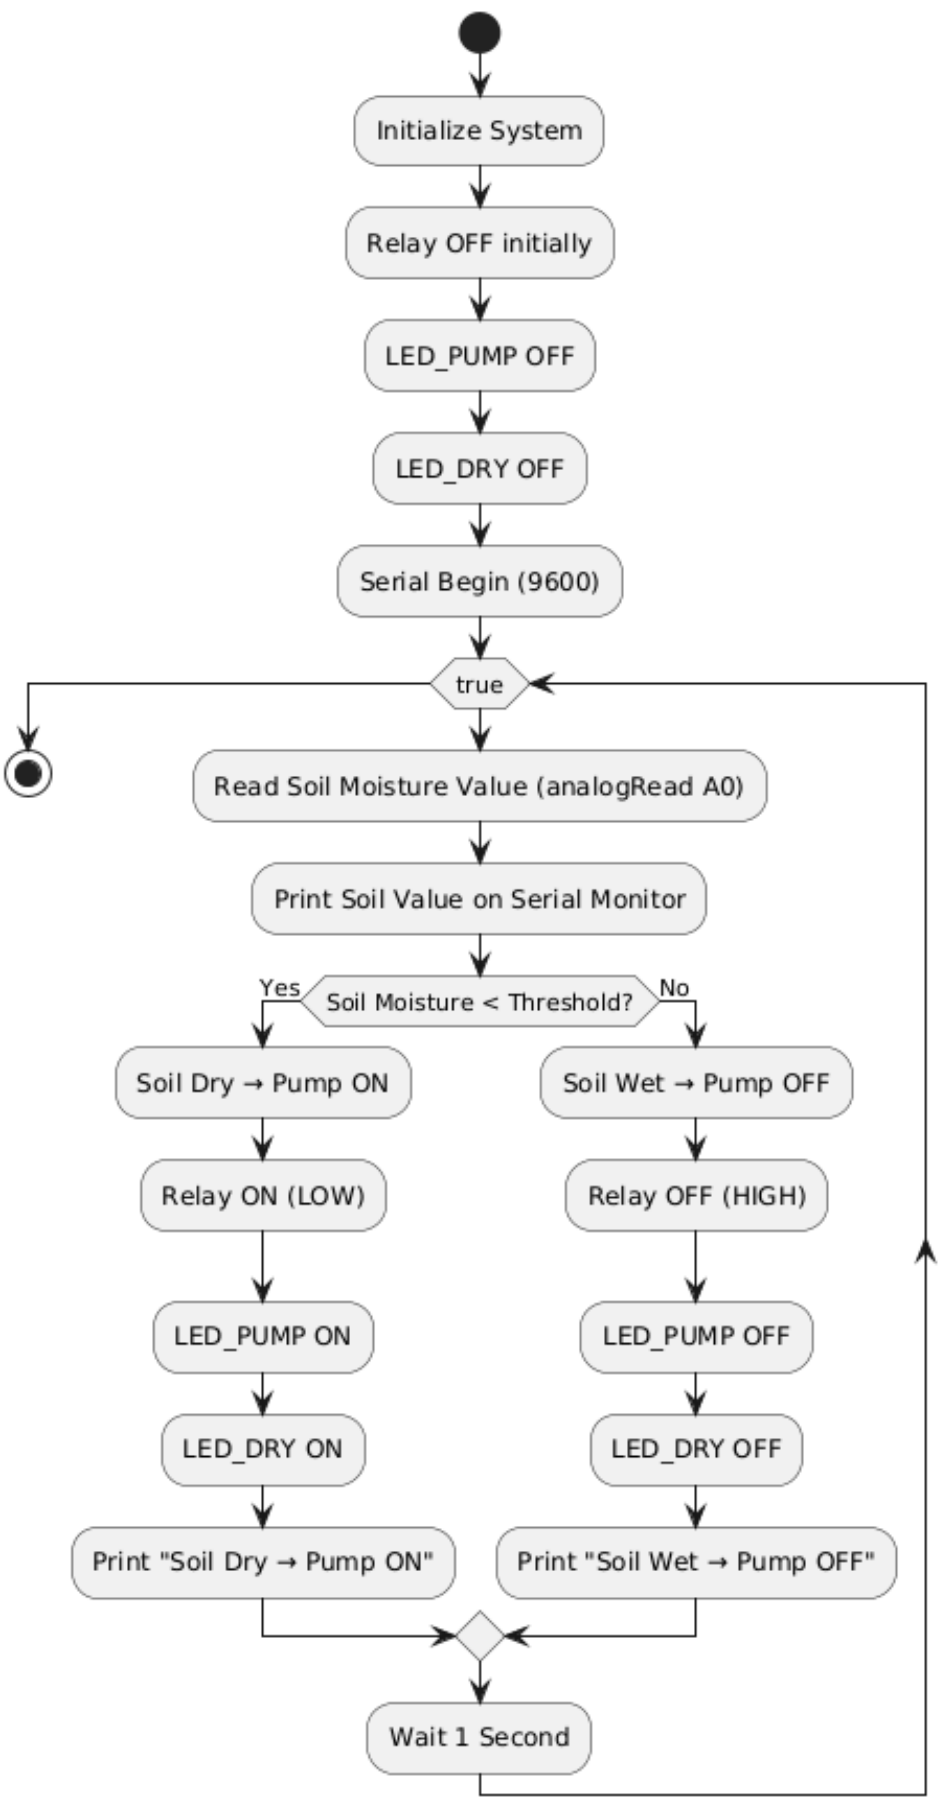 Initialize System
Relay OFF initially
LED_PUMP OFF
LED_DRY OFF
Serial Begin (9600)
true
Read Soil Moisture Value (analogRead A0)
Print Soil Value on Serial Monitor
Yes
Soil Moisture < Threshold?
No
Soil Dry → Pump ON
Soil Wet → Pump OFF
Relay ON (LOW)
Relay OFF (HIGH)
LED_PUMP ON
LED_PUMP OFF
LED_DRY ON
LED_DRY OFF
Print "Soil Dry → Pump ON"
Print "Soil Wet → Pump OFF"
Wait 1 Second